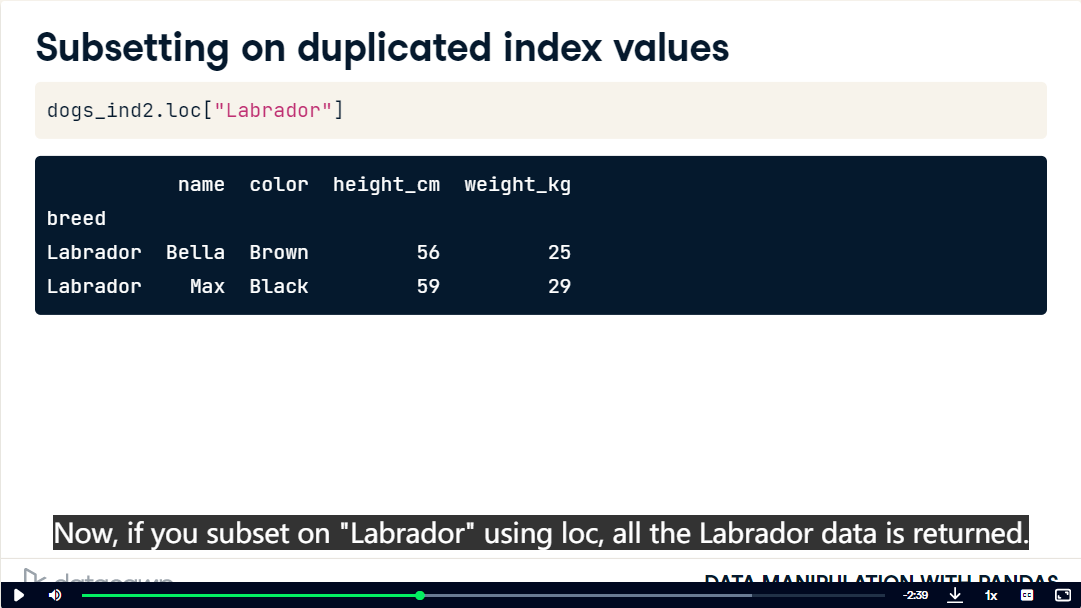 Subsetting on duplicated index values
dogs_ind2.loc["Labrador"]
name color height_cm weight_kg
breed
Labrador Bella Brown 56 25
Labrador Max Black 59 29
Now, if you subset on "Labrador" using loc, all the Labrador data is returned.
datacamp
DATA MANIPULATION WITH PANDAS
-2:39
1x
CC